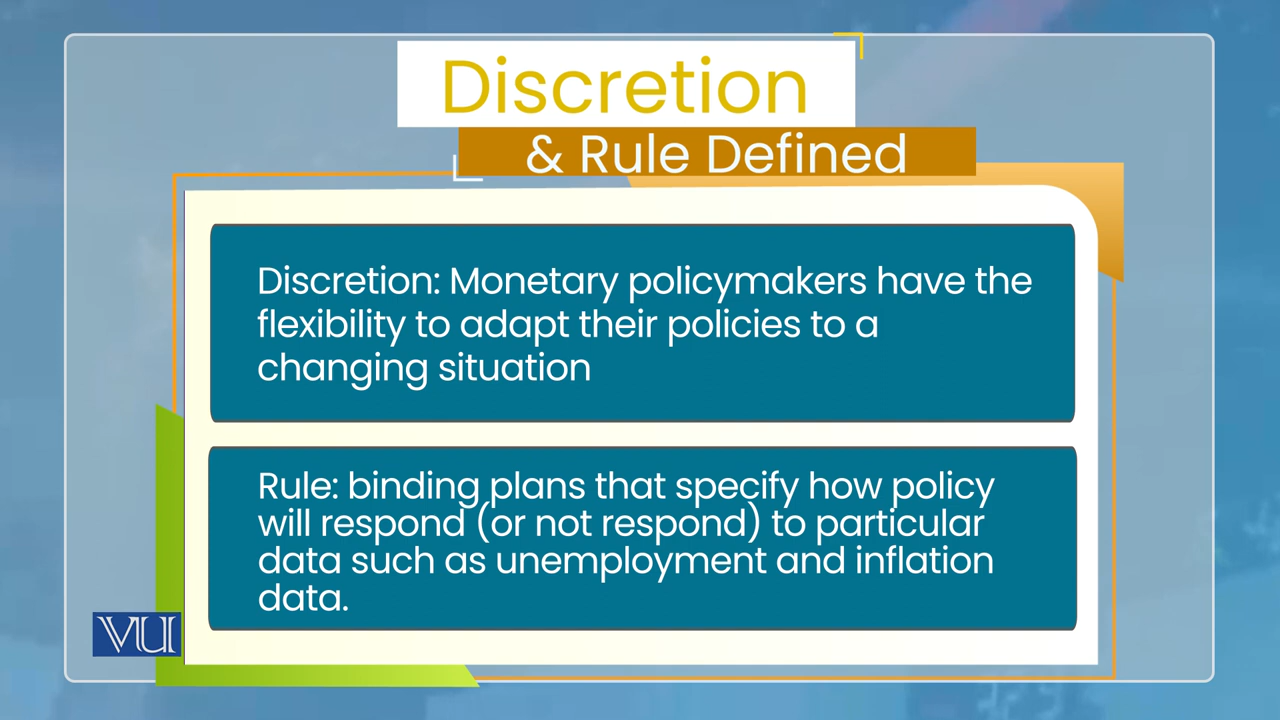 Discretion
& Rule Defined
Discretion: Monetary policymakers have the
flexibility to adapt their policies to a
changing situation
Rule: binding plans that specify how policy
will respond (or not respond) to particular
data such as unemployment and inflation
data.
VU